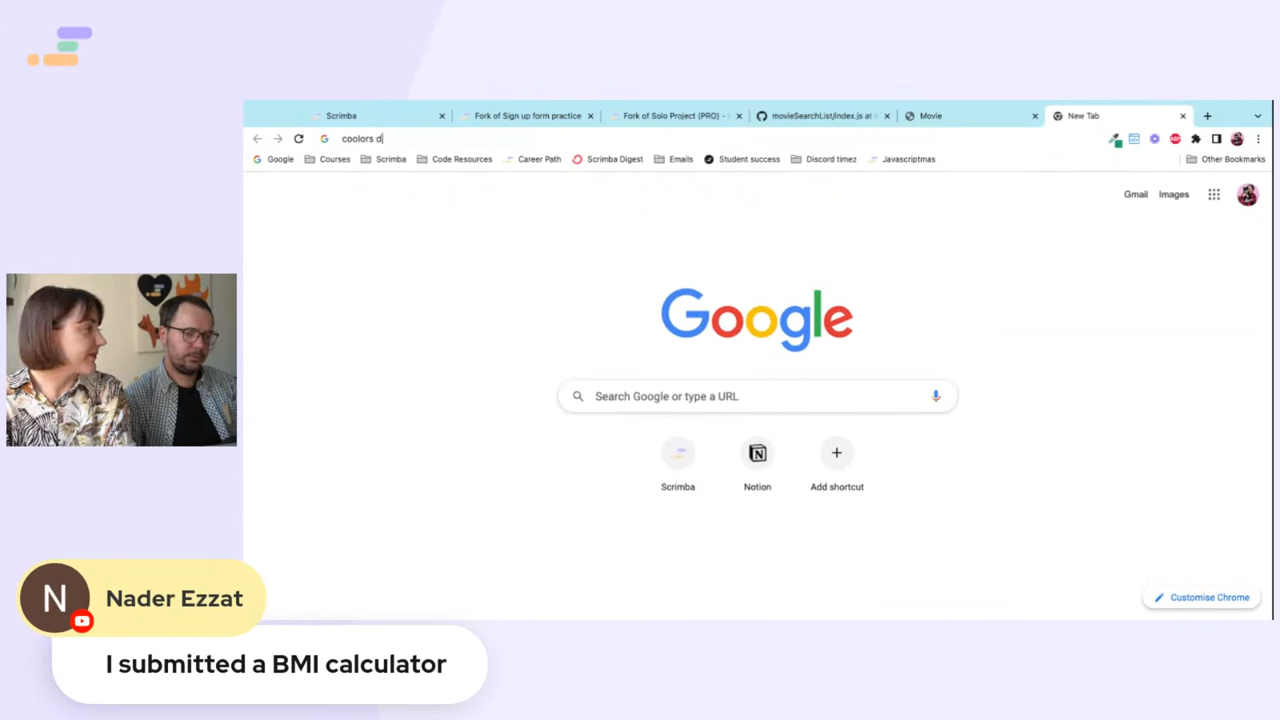 Scrimba
Fork of Sign up form practice
Fork of Solo Project (PRO) -
movieSearchList/index.js at
Movie
New Tab
coolors d
Google
Courses
Scrimba
Code Resources
Career Path
Scrimba Digest
Emails
Student success
Discord timez
Javascriptmas
Other Bookmarks
Gmail
Images
Google
Search Google or type a URL
Scrimba
Notion
Add shortcut
Customise Chrome
N
Nader Ezzat
I submitted a BMI calculator